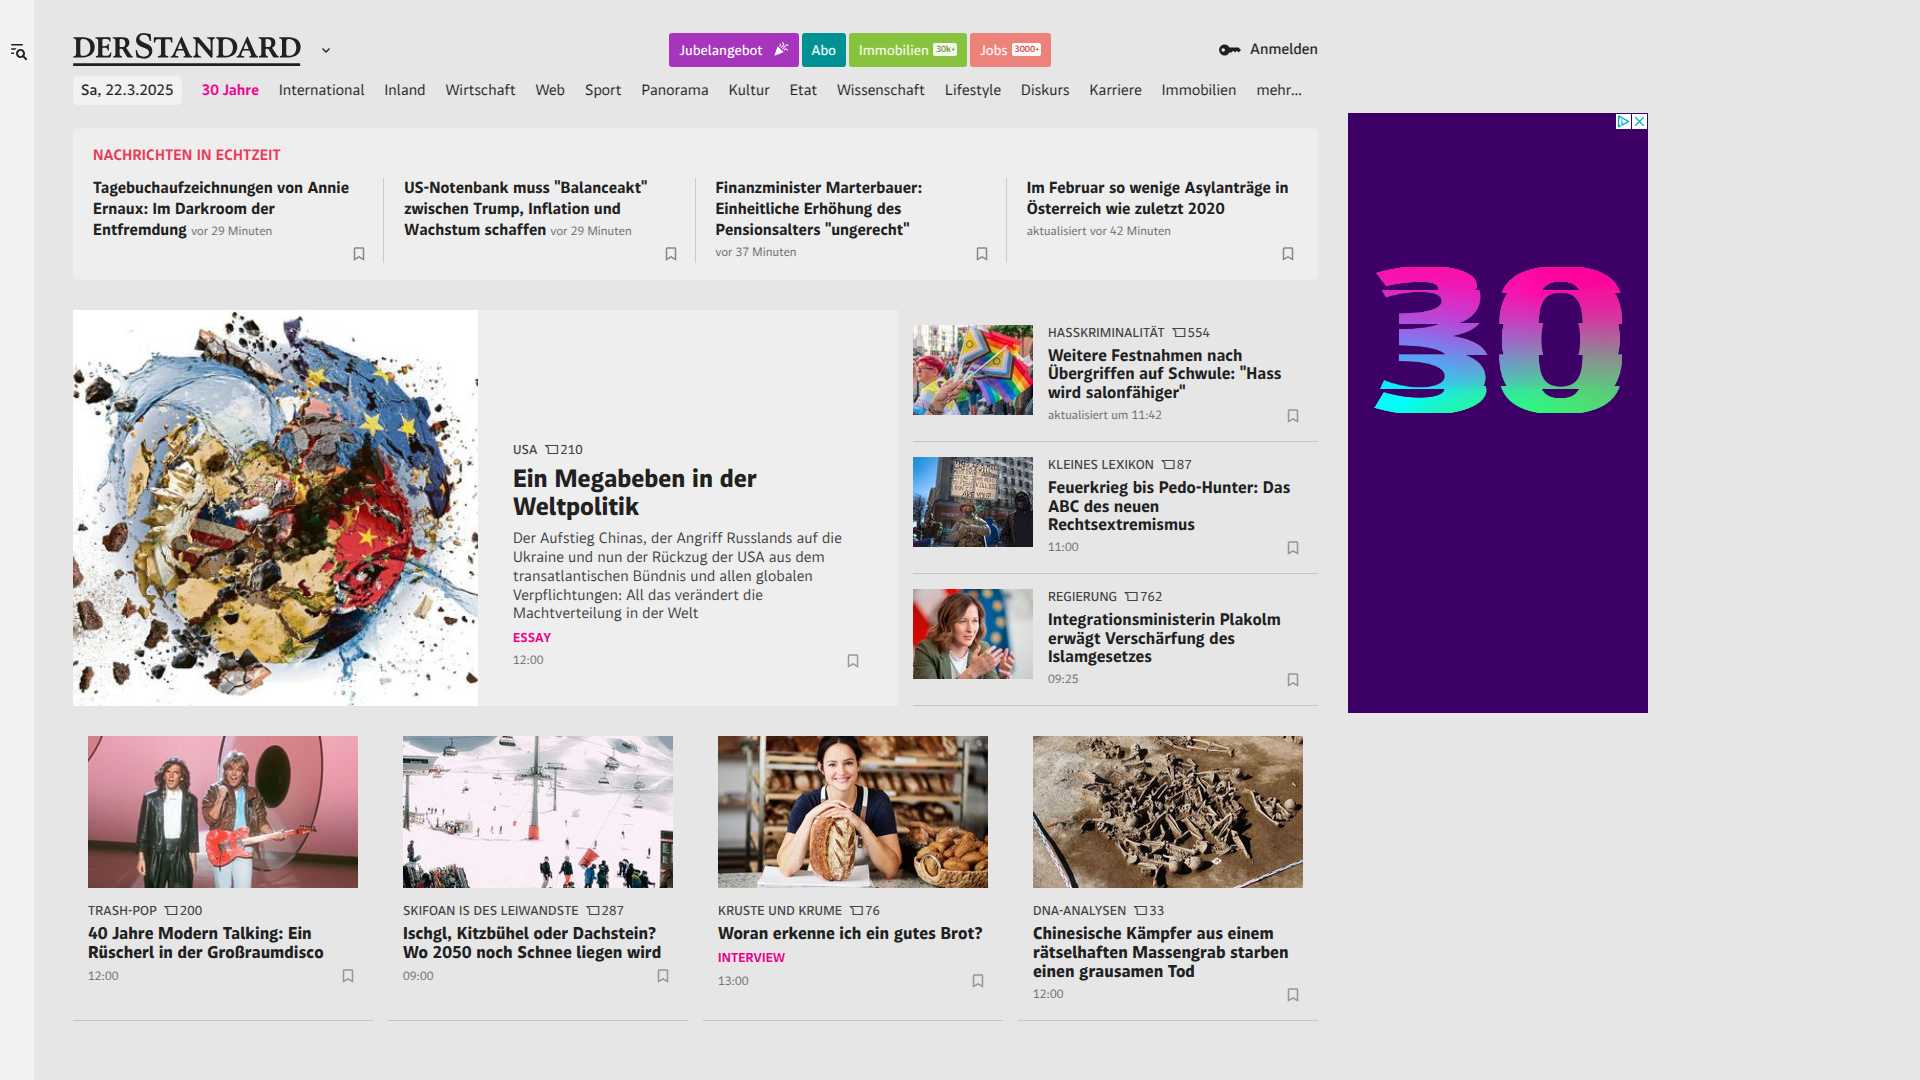 DERSTANDARD
Jubelangebot
Abo
Immobilien 30k+
Jobs 3000+
Anmelden
Sa, 22.3.2025
30 Jahre
International
Inland
Wirtschaft
Web
Sport
Panorama
Kultur
Etat
Wissenschaft
Lifestyle
Diskurs
Karriere
Immobilien
mehr...
NACHRICHTEN IN ECHTZEIT
Tagebuchaufzeichnungen von Annie
Ernaux: Im Darkroom der
Entfremdung vor 29 Minuten
US-Notenbank muss "Balanceakt"
zwischen Trump, Inflation und
Wachstum schaffen vor 29 Minuten
Finanzminister Marterbauer:
Einheitliche Erhöhung des
Pensionsalters "ungerecht"
vor 37 Minuten
Im Februar so wenige Asylanträge in
Österreich wie zuletzt 2020
aktualisiert vor 42 Minuten
USA 210
Ein Megabeben in der
Weltpolitik
Der Aufstieg Chinas, der Angriff Russlands auf die
Ukraine und nun der Rückzug der USA aus dem
transatlantischen Bündnis und allen globalen
Verpflichtungen: All das verändert die
Machtverteilung in der Welt
ESSAY
12:00
HASSKRIMINALITÄT 554
Weitere Festnahmen nach
Übergriffen auf Schwule: "Hass
wird salonfähiger"
aktualisiert um 11:42
KLEINES LEXIKON 87
Feuerkrieg bis Pedo-Hunter: Das
ABC des neuen
Rechtsextremismus
11:00
REGIERUNG 762
Integrationsministerin Plakolm
erwägt Verschärfung des
Islamgesetzes
09:25
30
TRASH-POP 200
40 Jahre Modern Talking: Ein
Rüscherl in der Großraumdisco
12:00
SKIFOAN IS DES LEIWANDSTE 287
Ischgl, Kitzbühel oder Dachstein?
Wo 2050 noch Schnee liegen wird
09:00
KRUSTE UND KRUME 76
Woran erkenne ich ein gutes Brot?
INTERVIEW
13:00
DNA-ANALYSEN 33
Chinesische Kämpfer aus einem
rätselhaften Massengrab starben
einen grausamen Tod
12:00